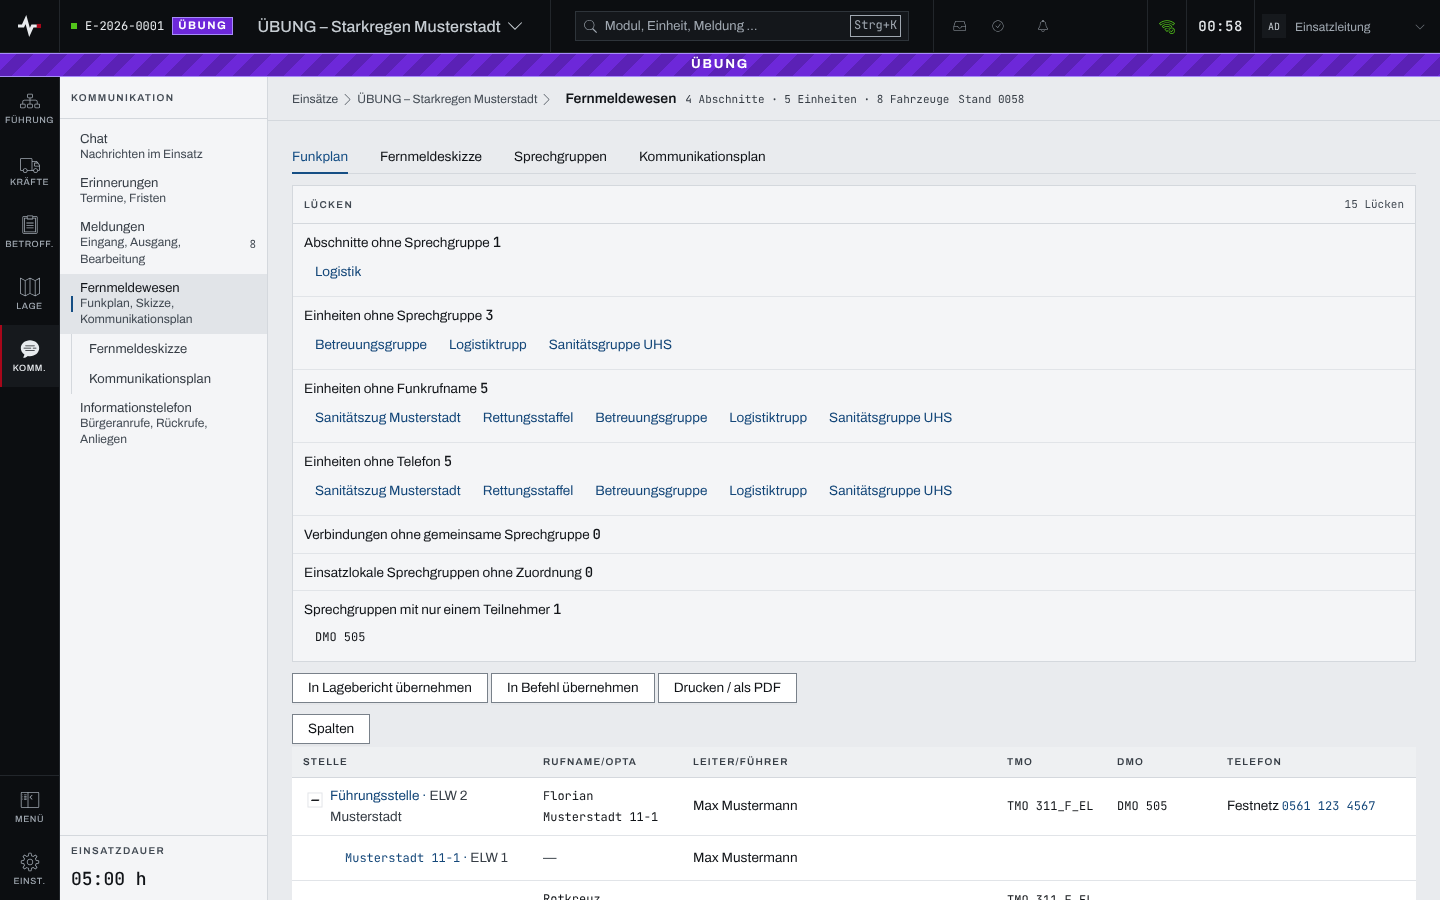 E-2026-0001 ÜBUNG ÜBUNG – Starkregen Musterstadt Modul, Einheit, Meldung ... Strg+K 00:58 AD Einsatzleitung
ÜBUNG
FÜHRUNG
KRÄFTE
BETROFF.
LAGE
KOMM.
MENÜ
EINST.
KOMMUNIKATION
Chat
Nachrichten im Einsatz
Erinnerungen
Termine, Fristen
Meldungen
Eingang, Ausgang,
Bearbeitung
8
Fernmeldewesen
Funkplan, Skizze,
Kommunikationsplan
Fernmeldeskizze
Kommunikationsplan
Informationstelefon
Bürgeranrufe, Rückrufe,
Anliegen
EINSATZDAUER
05:00 h
Einsätze ÜBUNG – Starkregen Musterstadt Fernmeldewesen 4 Abschnitte · 5 Einheiten · 8 Fahrzeuge Stand 0058
Funkplan Fernmeldeskizze Sprechgruppen Kommunikationsplan
LÜCKEN 15 Lücken
Abschnitte ohne Sprechgruppe 1
Logistik
Einheiten ohne Sprechgruppe 3
Betreuungsgruppe Logistiktrupp Sanitätsgruppe UHS
Einheiten ohne Funkrufname 5
Sanitätszug Musterstadt Rettungsstaffel Betreuungsgruppe Logistiktrupp Sanitätsgruppe UHS
Einheiten ohne Telefon 5
Sanitätszug Musterstadt Rettungsstaffel Betreuungsgruppe Logistiktrupp Sanitätsgruppe UHS
Verbindungen ohne gemeinsame Sprechgruppe 0
Einsatzlokale Sprechgruppen ohne Zuordnung 0
Sprechgruppen mit nur einem Teilnehmer 1
DMO 505
In Lagebericht übernehmen In Befehl übernehmen Drucken / als PDF
Spalten
STELLE RUFNAME/OPTA LEITER/FÜHRER TMO DMO TELEFON
Führungsstelle · ELW 2
Musterstadt
Florian
Musterstadt 11-1
Max Mustermann TMO 311_F_EL DMO 505 Festnetz 0561 123 4567
Musterstadt 11-1 · ELW 1 — Max Mustermann
Rotkreuz TMO 311_F_EL